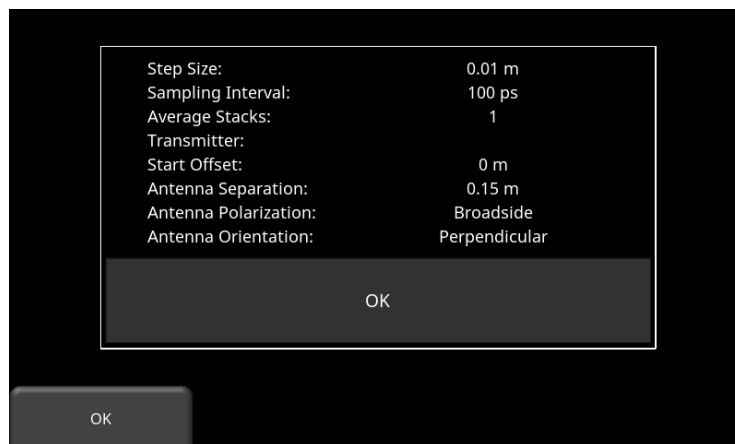 Step Size: 0.01 m
Sampling Interval: 100 ps
Average Stacks: 1
Transmitter:
Start Offset: 0 m
Antenna Separation: 0.15 m
Antenna Polarization: Broadside
Antenna Orientation: Perpendicular
OK
OK